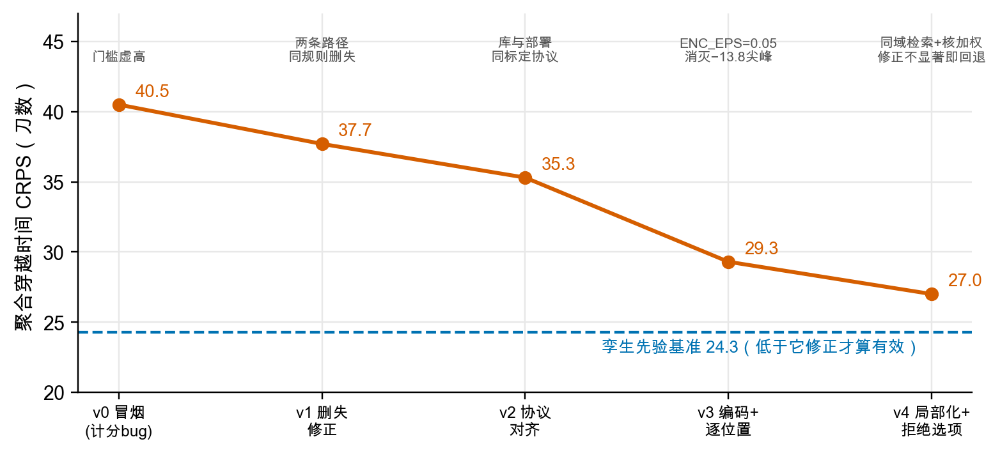 聚合穿越时间 CRPS（刀数）
45
40
35
30
25
20
门槛虚高
两条路径
同规则删失
库与部署
同标定协议
ENC_EPS=0.05
消灭−13.8尖峰
同域检索+核加权
修正不显著即回退
40.5
37.7
35.3
29.3
27.0
孪生先验基准 24.3（低于它修正才算有效）
v0 冒烟
(计分bug)
v1 删失
修正
v2 协议
对齐
v3 编码+
逐位置
v4 局部化+
拒绝选项